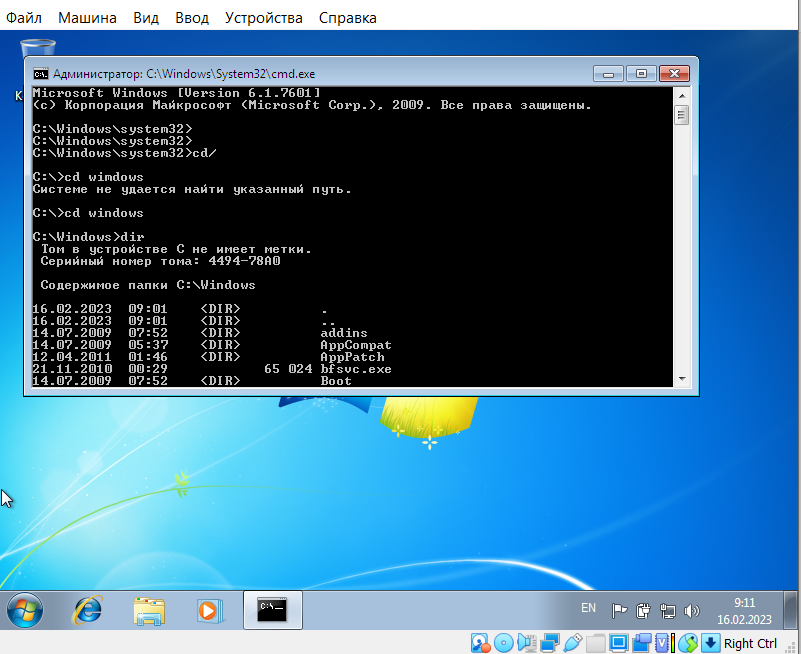 Файл Машина Вид Ввод Устройства Справка
Администратор: C:\Windows\System32\cmd.exe
К
Microsoft Windows [Version 6.1.7601]
(c) Корпорация Майкрософт (Microsoft Corp.), 2009. Все права защищены.
C:\Windows\system32>
C:\Windows\system32>
C:\Windows\system32>cd/
C:\>cd wimdows
Системе не удается найти указанный путь.
C:\>cd windows
C:\Windows>dir
Том в устройстве C не имеет метки.
Серийный номер тома: 4494-78A0
Содержимое папки C:\Windows
16.02.2023 09:01 <DIR> .
16.02.2023 09:01 <DIR> ..
14.07.2009 07:52 <DIR> addins
14.07.2009 05:37 <DIR> AppCompat
12.04.2011 01:46 <DIR> AppPatch
21.11.2010 00:29 65 024 bfsvc.exe
14.07.2009 07:52 <DIR> Boot
C:\_
EN
9:11
16.02.2023
Right Ctrl